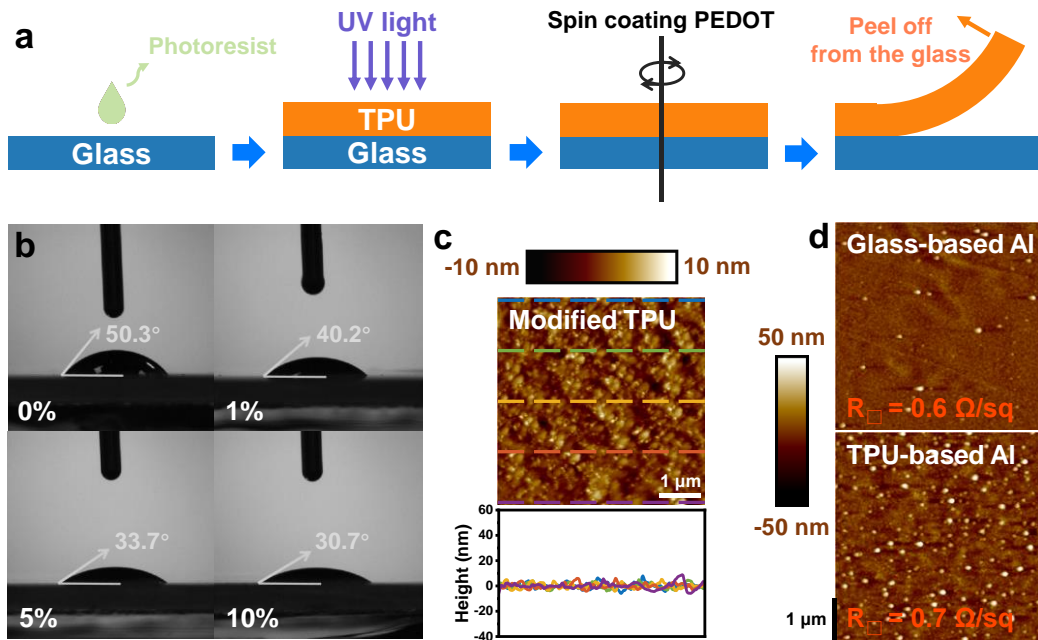 a
Photoresist
Glass
UV light
TPU
Glass
Spin coating PEDOT
Peel off
from the glass
b
50.3°
0%
40.2°
1%
33.7°
5%
30.7°
10%
c
-10 nm
10 nm
Modified TPU
1 μm
Height (nm)
60
40
20
0
-20
-40
d
50 nm
-50 nm
Glass-based Al
R□ = 0.6 Ω/sq
TPU-based Al
R□ = 0.7 Ω/sq
1 μm